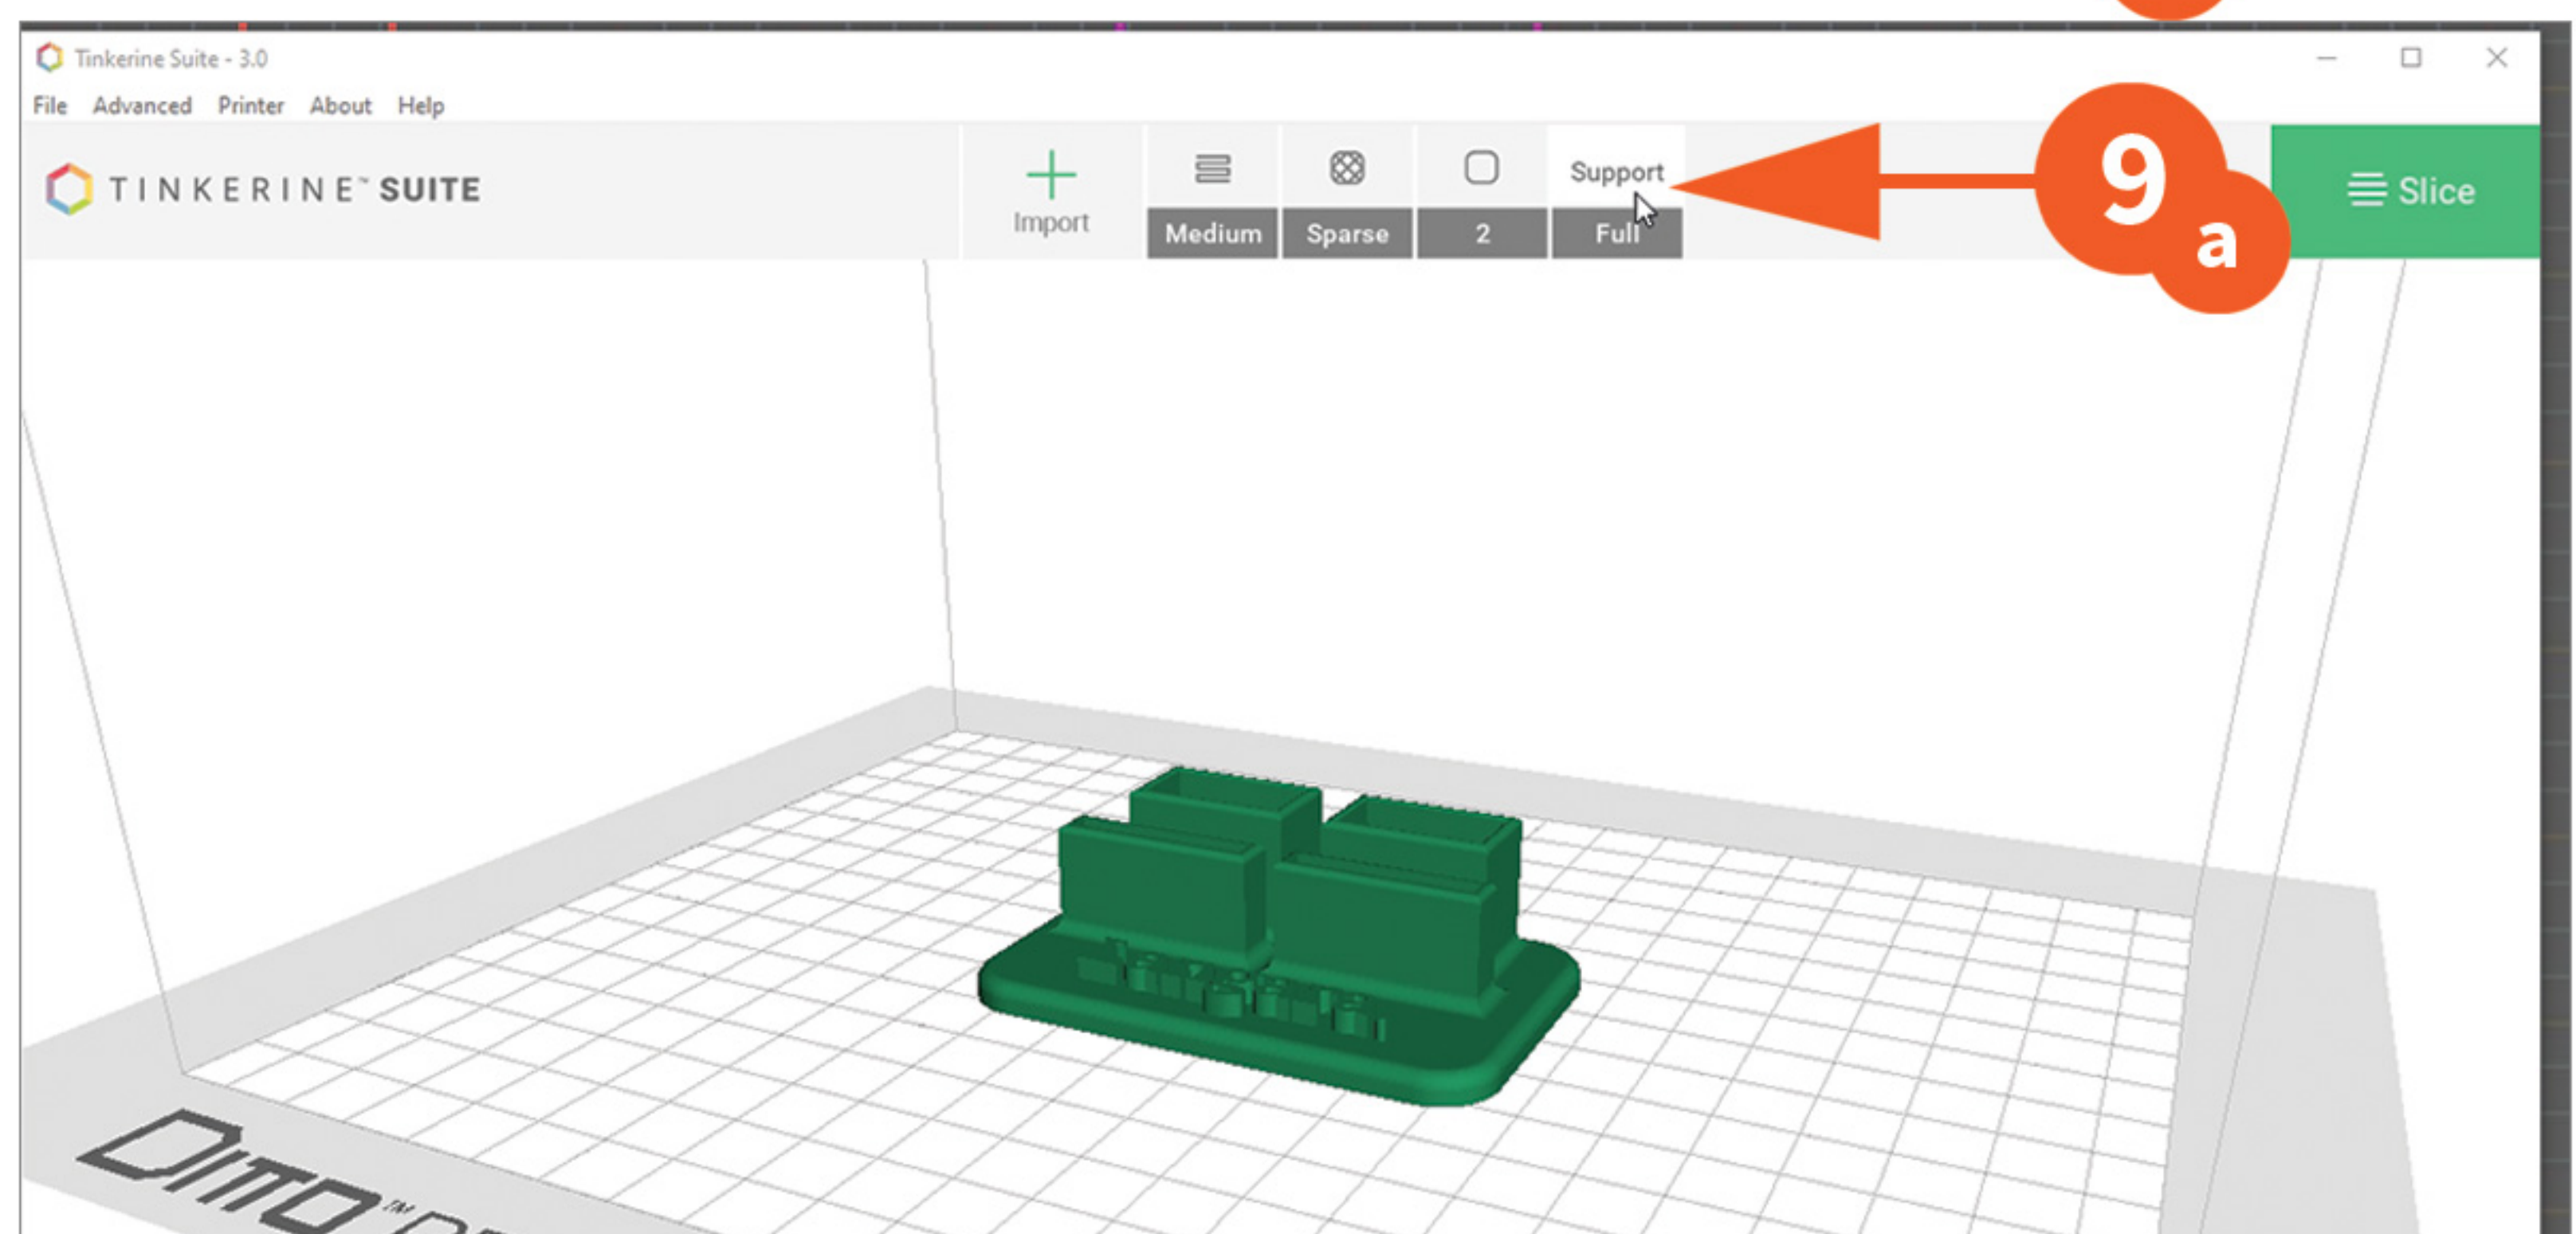 Tinkerine Suite - 3.0
File Advanced Printer About Help
TINKERINE™ SUITE
Import
Medium
Sparse
2
Support
Full
9
a
Slice
DITO™